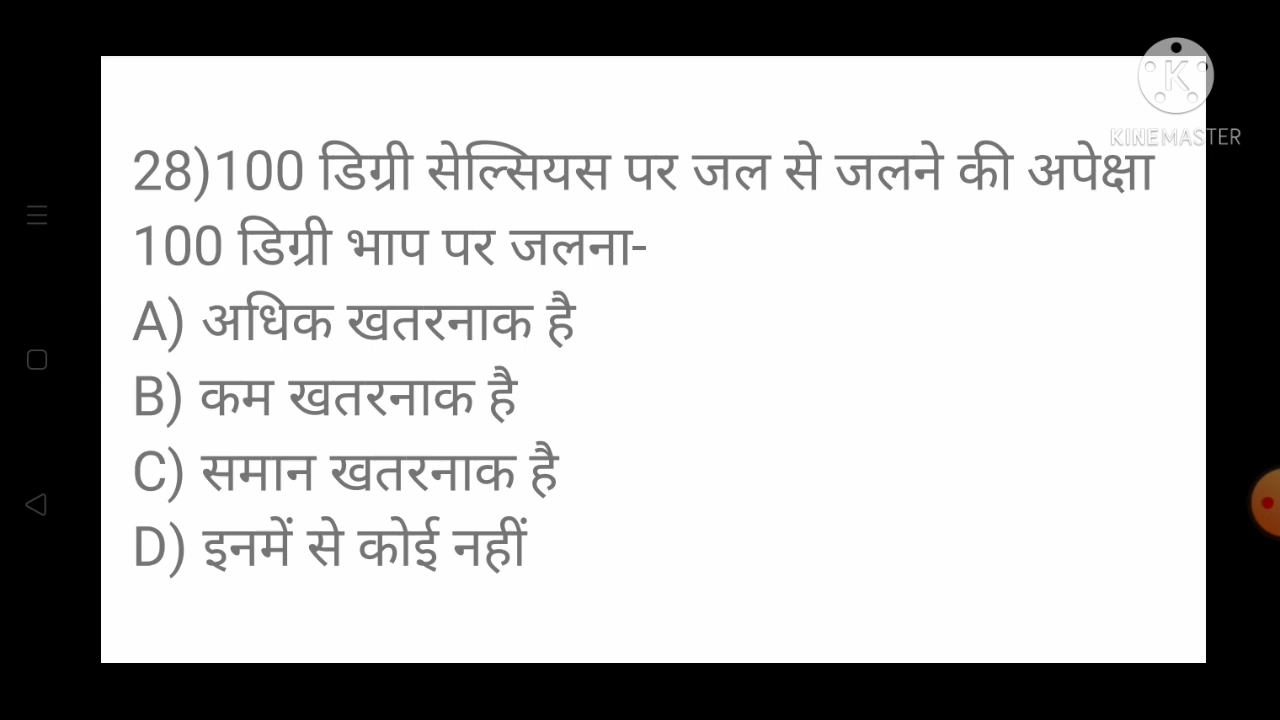 28)100 डिग्री सेल्सियस पर जल से जलने की अपेक्षा
100 डिग्री भाप पर जलना-
A) अधिक खतरनाक है
B) कम खतरनाक है
C) समान खतरनाक है
D) इनमें से कोई नहीं
K
KINEMASTER